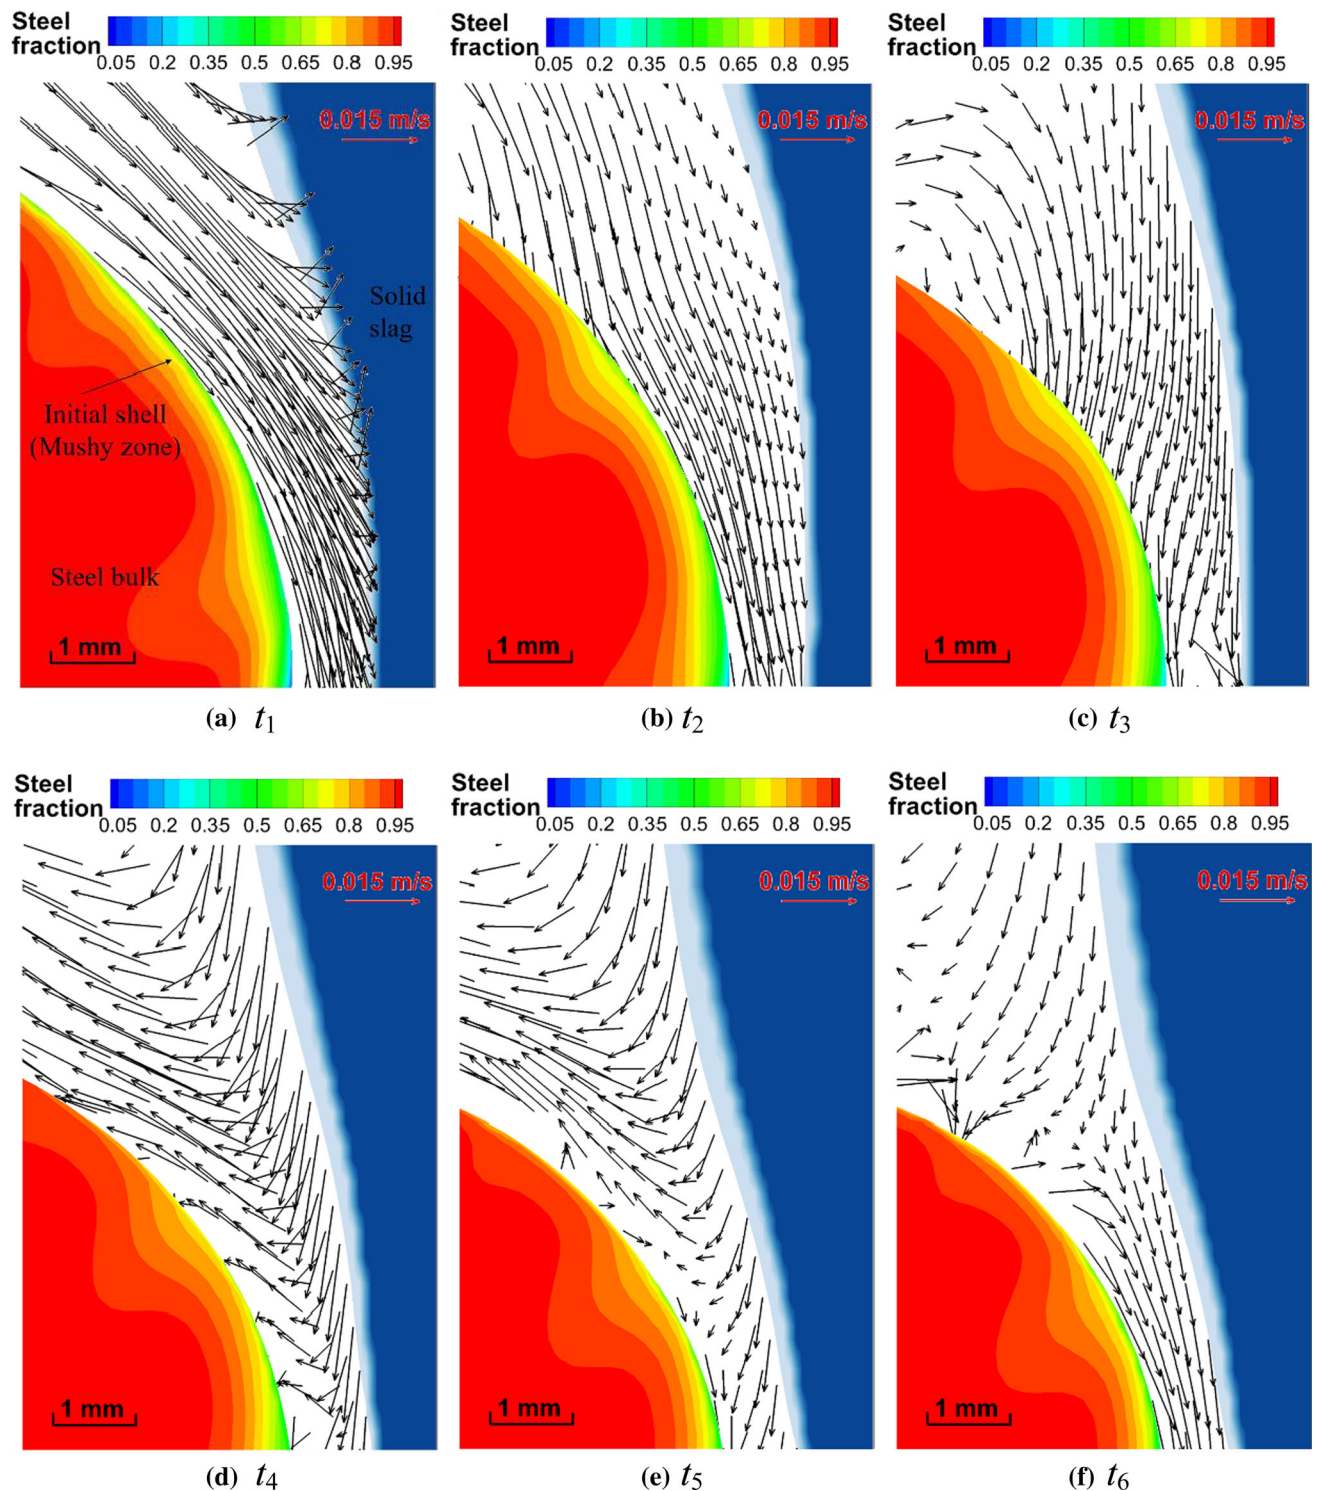 Steel
fraction
0.05 0.2 0.35 0.5 0.65 0.8 0.95
0.015 m/s
Solid
slag
Initial shell
(Mushy zone)
Steel bulk
1 mm
(a) t1
Steel
fraction
0.05 0.2 0.35 0.5 0.65 0.8 0.95
0.015 m/s
1 mm
(b) t2
Steel
fraction
0.05 0.2 0.35 0.5 0.65 0.8 0.95
0.015 m/s
1 mm
(c) t3
Steel
fraction
0.05 0.2 0.35 0.5 0.65 0.8 0.95
0.015 m/s
1 mm
(d) t4
Steel
fraction
0.05 0.2 0.35 0.5 0.65 0.8 0.95
0.015 m/s
1 mm
(e) t5
Steel
fraction
0.05 0.2 0.35 0.5 0.65 0.8 0.95
0.015 m/s
1 mm
(f) t6